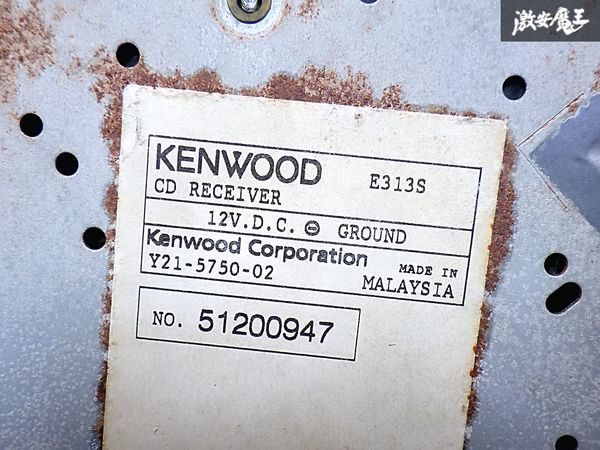 激安魔王
KENWOOD E313S
CD RECEIVER
12V.D.C. ⊖ GROUND
Kenwood Corporation
Y21-5750-02 MADE IN
MALAYSIA
NO. 51200947